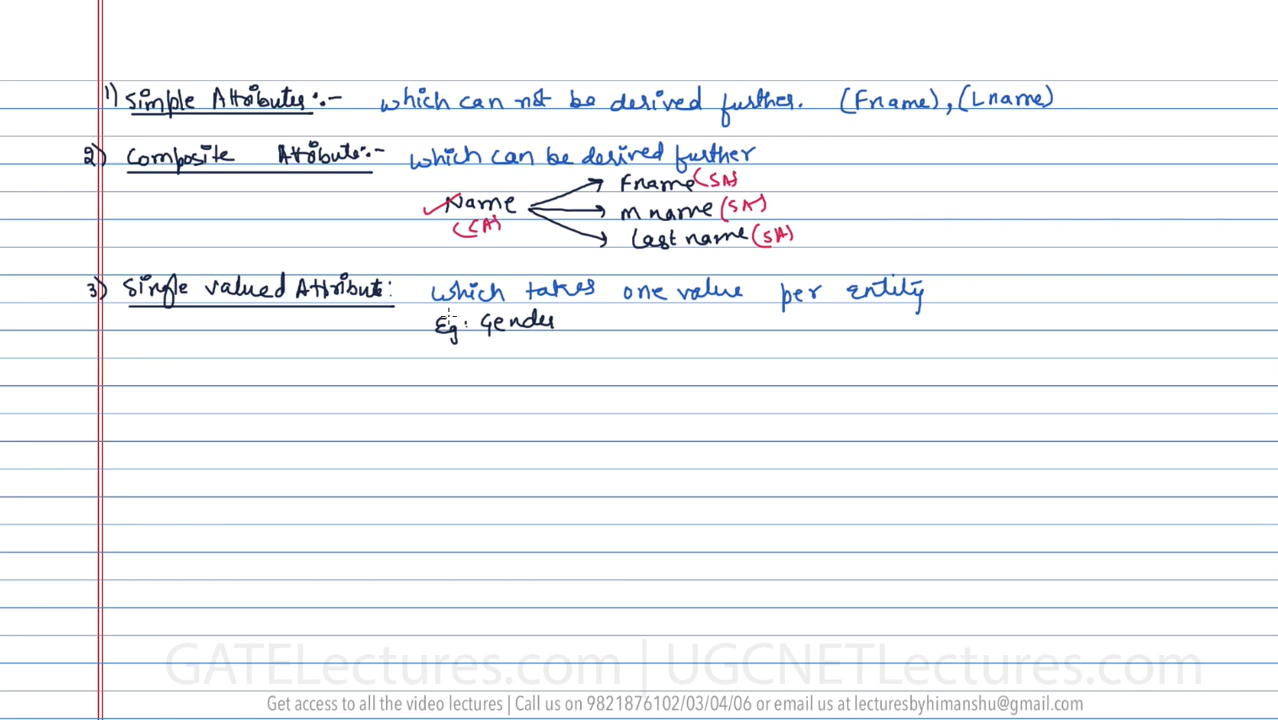 1) Simple Attributes :- which can not be derived further. (Fname), (Lname)
2) Composite Attribute:- which can be derived further
Fname (SA)
Name
m name (SA)
(CA)
Last name (SA)
3) Single valued Attribute: which takes one value per entity
Eg: Gender
GATELectures.com | UGCNETLectures.com
Get access to all the video lectures | Call us on 9821876102/03/04/06 or email us at lecturesbyhimanshu@gmail.com